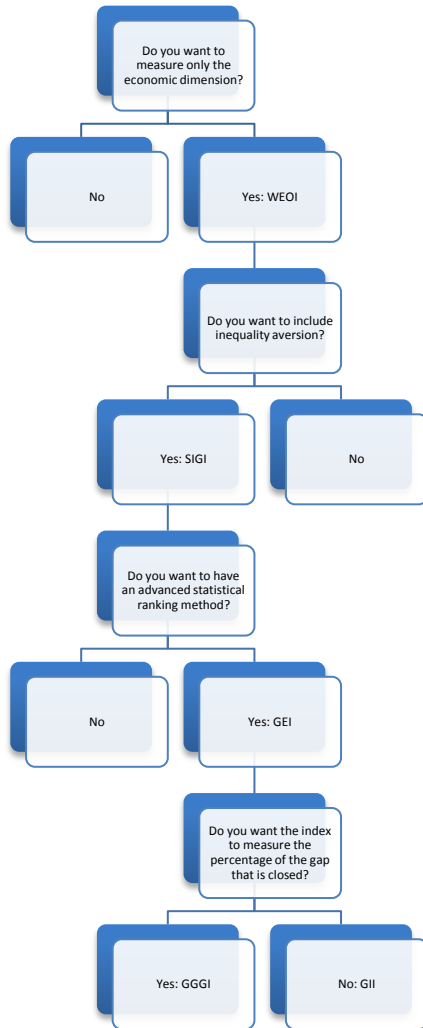 Do you want to
measure only the
economic dimension?
No
Yes: WEOI
Do you want to include
inequality aversion?
Yes: SIGI
No
Do you want to have
an advanced statistical
ranking method?
No
Yes: GEI
Do you want the index
to measure the
percentage of the gap
that is closed?
Yes: GGGI
No: GII